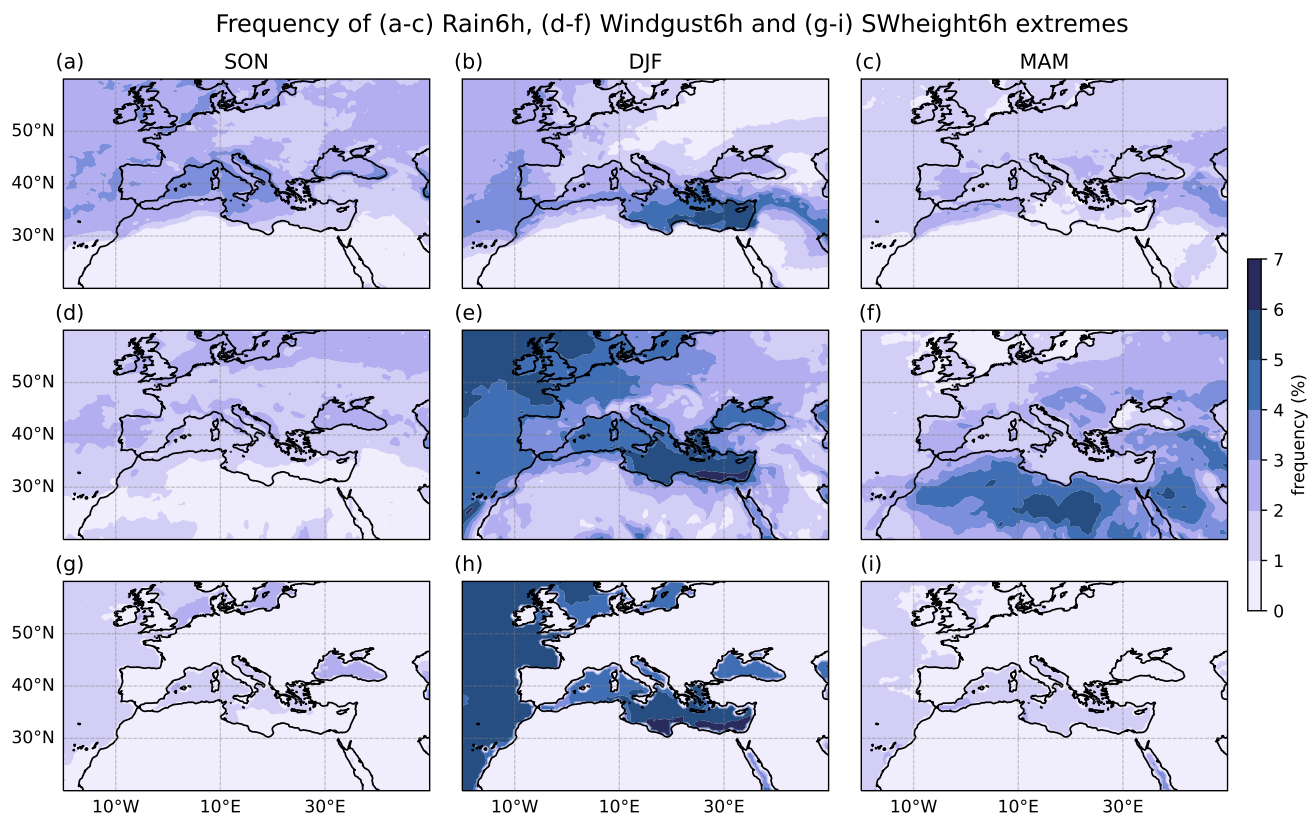 Frequency of (a-c) Rain6h, (d-f) Windgust6h and (g-i) SWheight6h extremes
(a) SON (b) DJF (c) MAM
50°N
40°N
30°N
(d) (e) (f)
50°N
40°N
30°N
(g) (h) (i)
50°N
40°N
30°N
10°W 10°E 30°E 10°W 10°E 30°E 10°W 10°E 30°E
7
6
5
4
3
2
1
0
frequency (%)